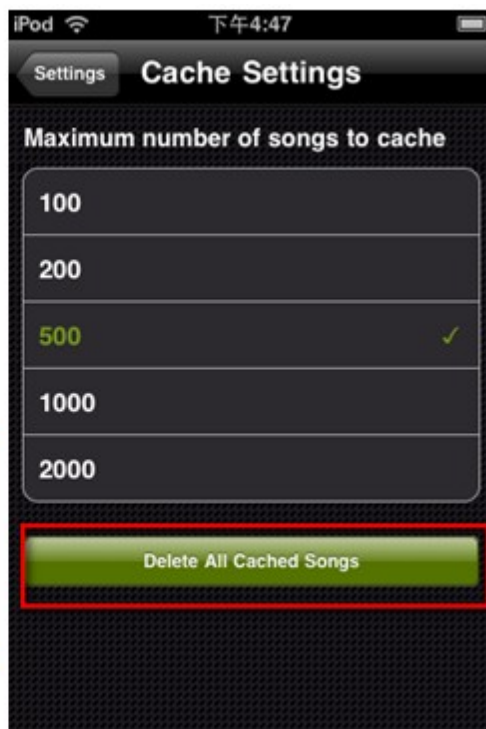 iPod 下午4:47
Settings Cache Settings
Maximum number of songs to cache
100
200
500 ✓
1000
2000
Delete All Cached Songs